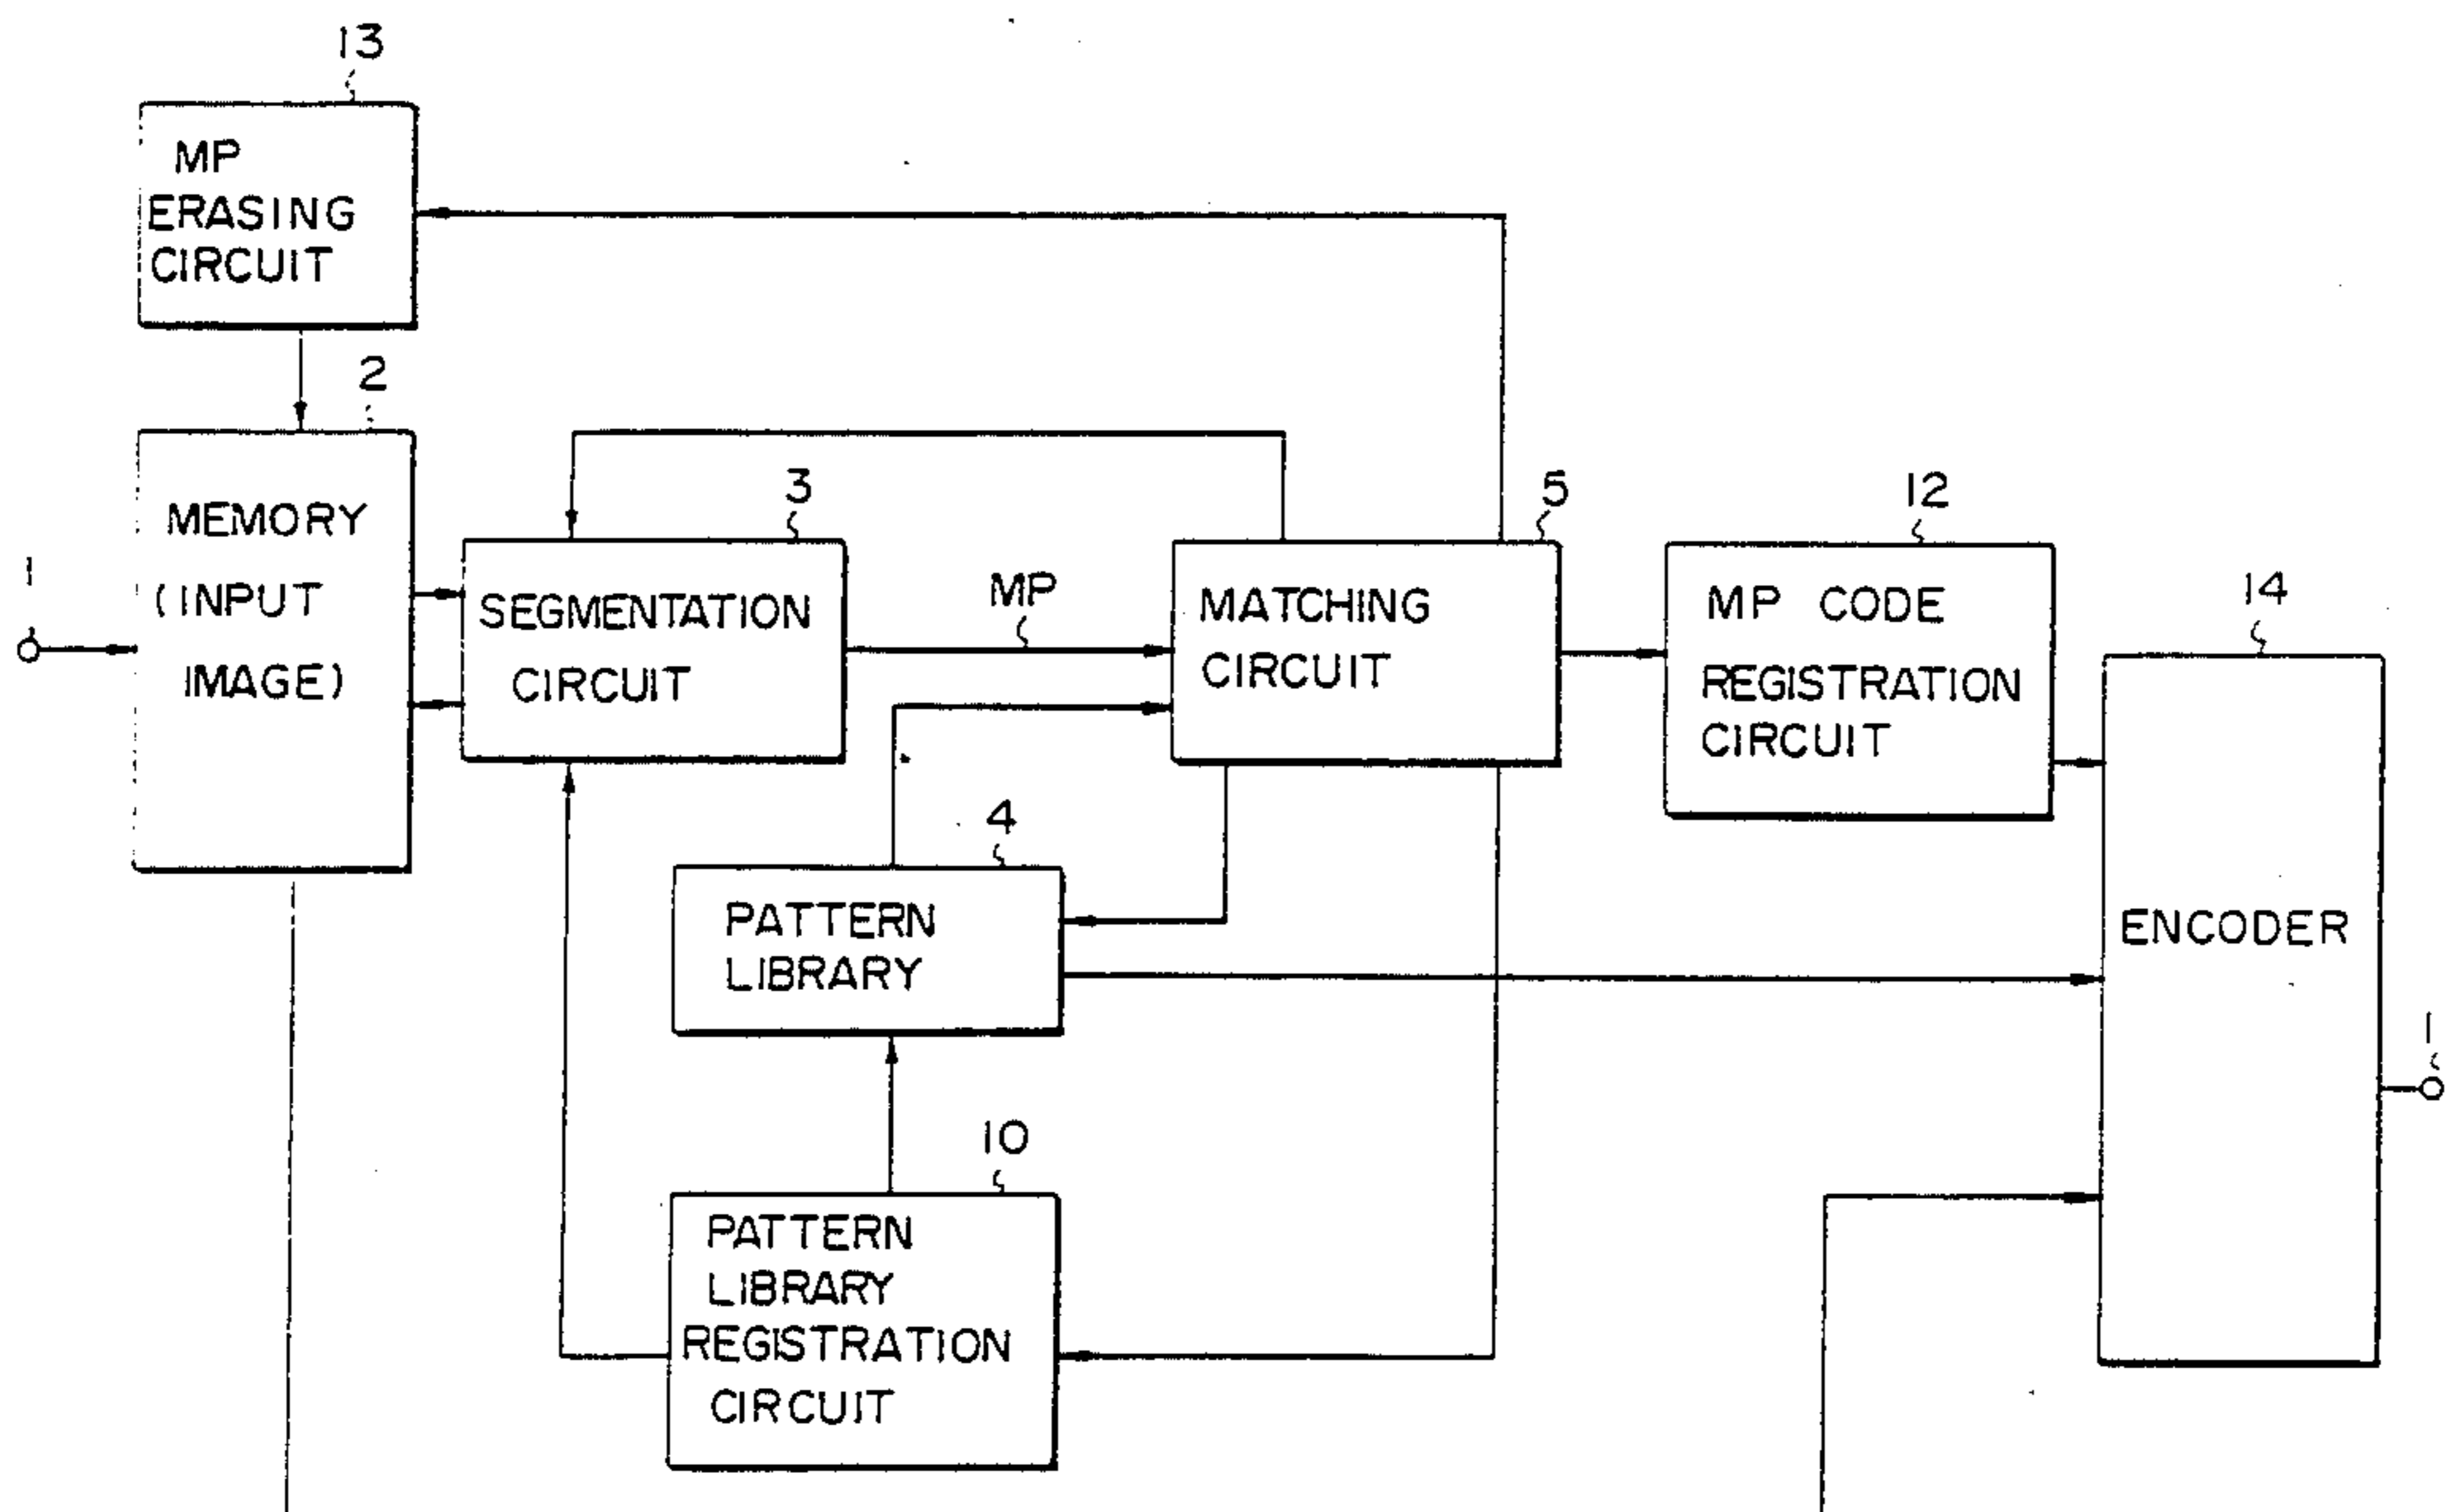 13
MP
ERASING
CIRCUIT
2
MEMORY
(INPUT
IMAGE)
1
3
SEGMENTATION
CIRCUIT
MP
5
MATCHING
CIRCUIT
12
MP CODE
REGISTRATION
CIRCUIT
14
ENCODER
4
PATTERN
LIBRARY
10
PATTERN
LIBRARY
REGISTRATION
CIRCUIT
1